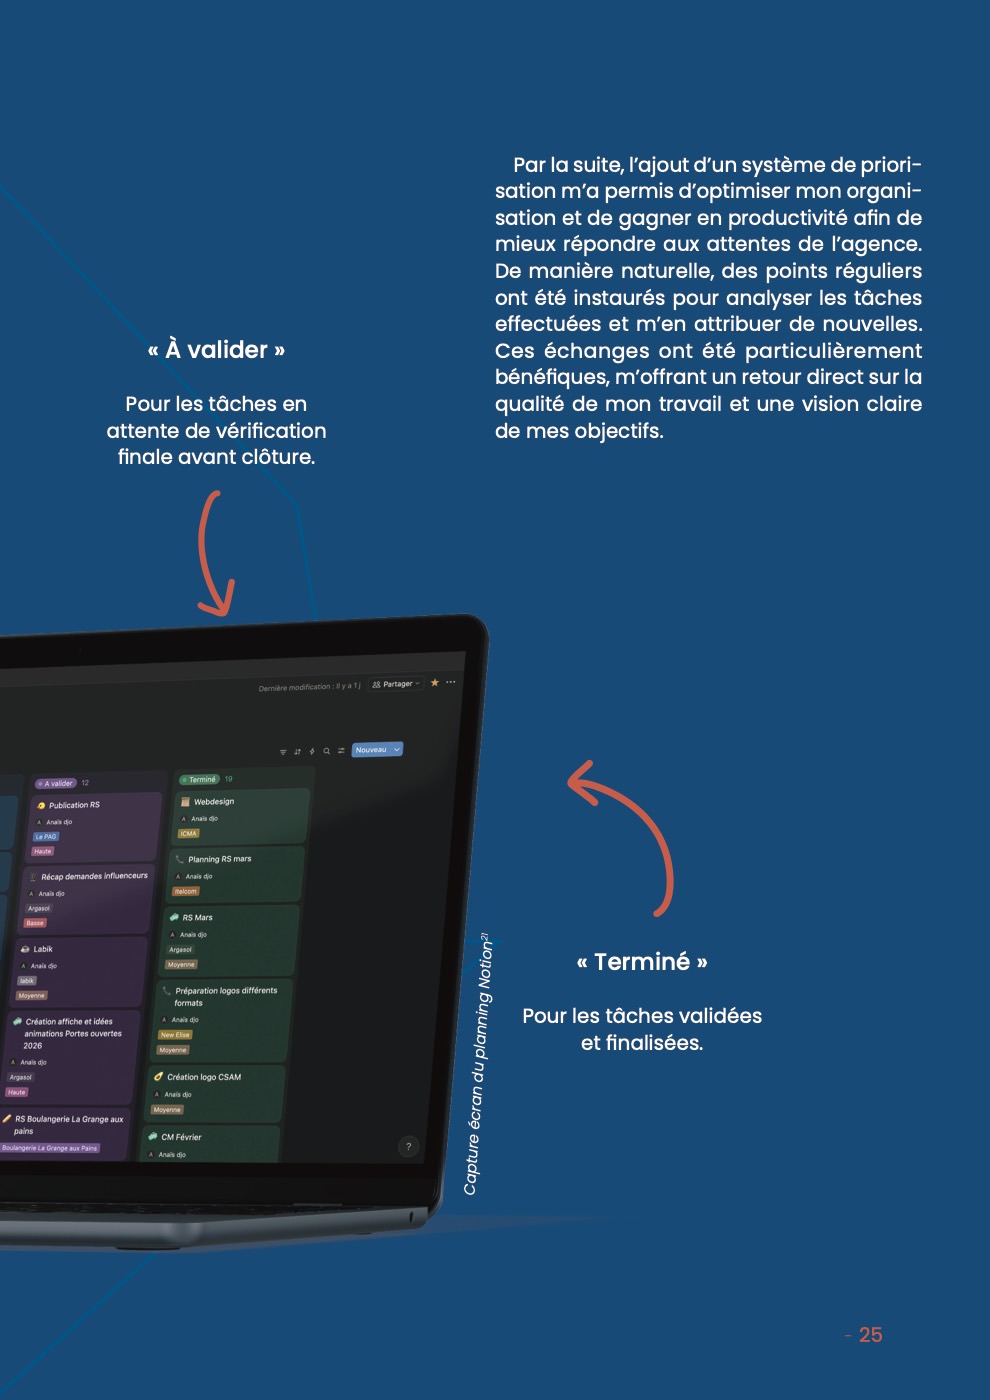 Par la suite, l’ajout d’un système de priori-
sation m’a permis d’optimiser mon organi-
sation et de gagner en productivité afin de
mieux répondre aux attentes de l’agence.
De manière naturelle, des points réguliers
ont été instaurés pour analyser les tâches
effectuées et m’en attribuer de nouvelles.
Ces échanges ont été particulièrement
bénéfiques, m’offrant un retour direct sur la
qualité de mon travail et une vision claire
de mes objectifs.
« À valider »
Pour les tâches en
attente de vérification
finale avant clôture.
Dernière modification : Il y a 1 j
Partager
Nouveau
A valider 12
Publication RS
A Anaïs djo
Le PAG
Haute
Récap demandes influenceurs
A Anaïs djo
Argasol
Basse
Labik
A Anaïs djo
labik
Moyenne
Création affiche et idées
animations Portes ouvertes
2026
A Anaïs djo
Argasol
Haute
RS Boulangerie La Grange aux
pains
Boulangerie La Grange aux Pains
Terminé 19
Webdesign
A Anaïs djo
ICMA
Planning RS mars
A Anaïs djo
Itelcom
RS Mars
A Anaïs djo
Argasol
Moyenne
Préparation logos différents
formats
A Anaïs djo
New Elise
Moyenne
Création logo CSAM
A Anaïs djo
Moyenne
CM Février
A Anaïs djo
?
Capture écran du planning Notion²¹
« Terminé »
Pour les tâches validées
et finalisées.
- 25